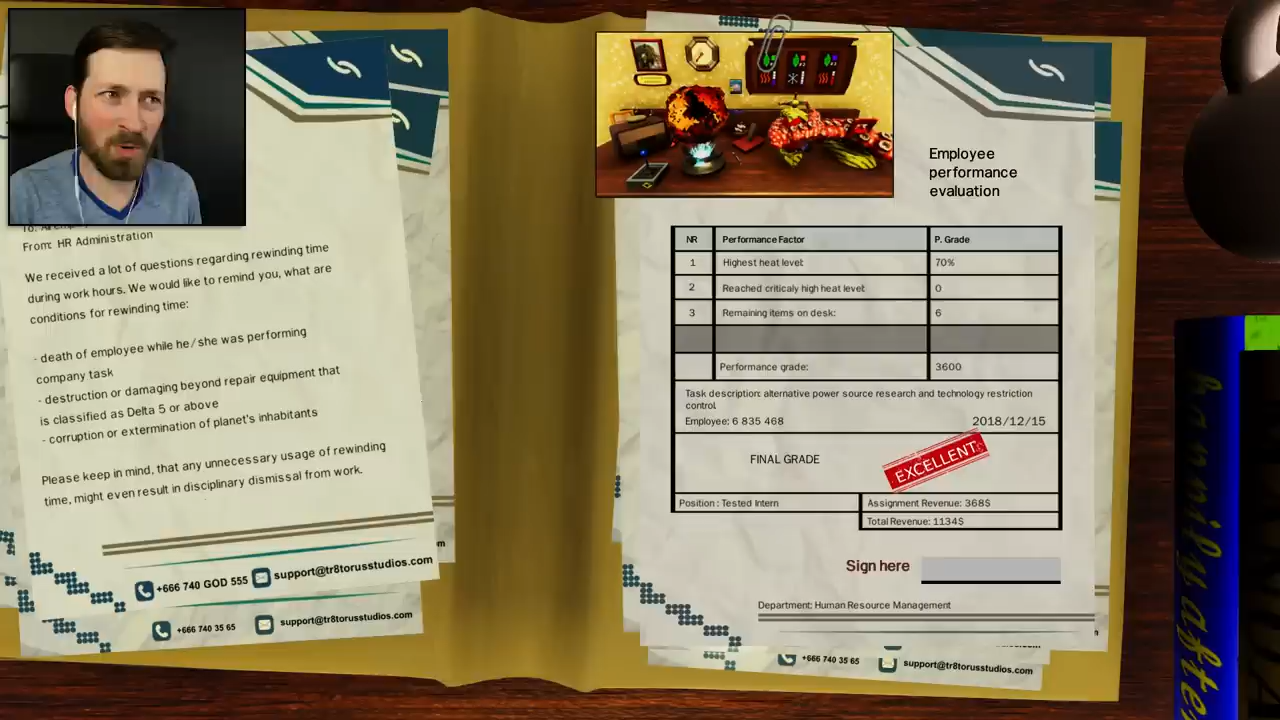 From: HR Administration
We received a lot of questions regarding rewinding time
during work hours. We would like to remind you, what are
conditions for rewinding time:
- death of employee while he/she was performing
company task
- destruction or damaging beyond repair equipment that
is classified as Delta 5 or above
- corruption or extermination of planet's inhabitants
Please keep in mind, that any unnecessary usage of rewinding
time, might even result in disciplinary dismissal from work.
+666 740 GOD 555 support@tr8torusstudios.com
+666 740 35 65 support@tr8torusstudios.com
Employee
performance
evaluation
NR Performance Factor P. Grade
1 Highest heat level: 70%
2 Reached criticaly high heat level: 0
3 Remaining items on desk: 6
Performance grade: 3600
Task description: alternative power source research and technology restriction
control
Employee: 6 835 468 2018/12/15
FINAL GRADE EXCELLENT
Position : Tested Intern Assignment Revenue: 368$
Total Revenue: 1134$
Sign here
Department: Human Resource Management
+666 740 35 65 support@tr8torusstudios.com